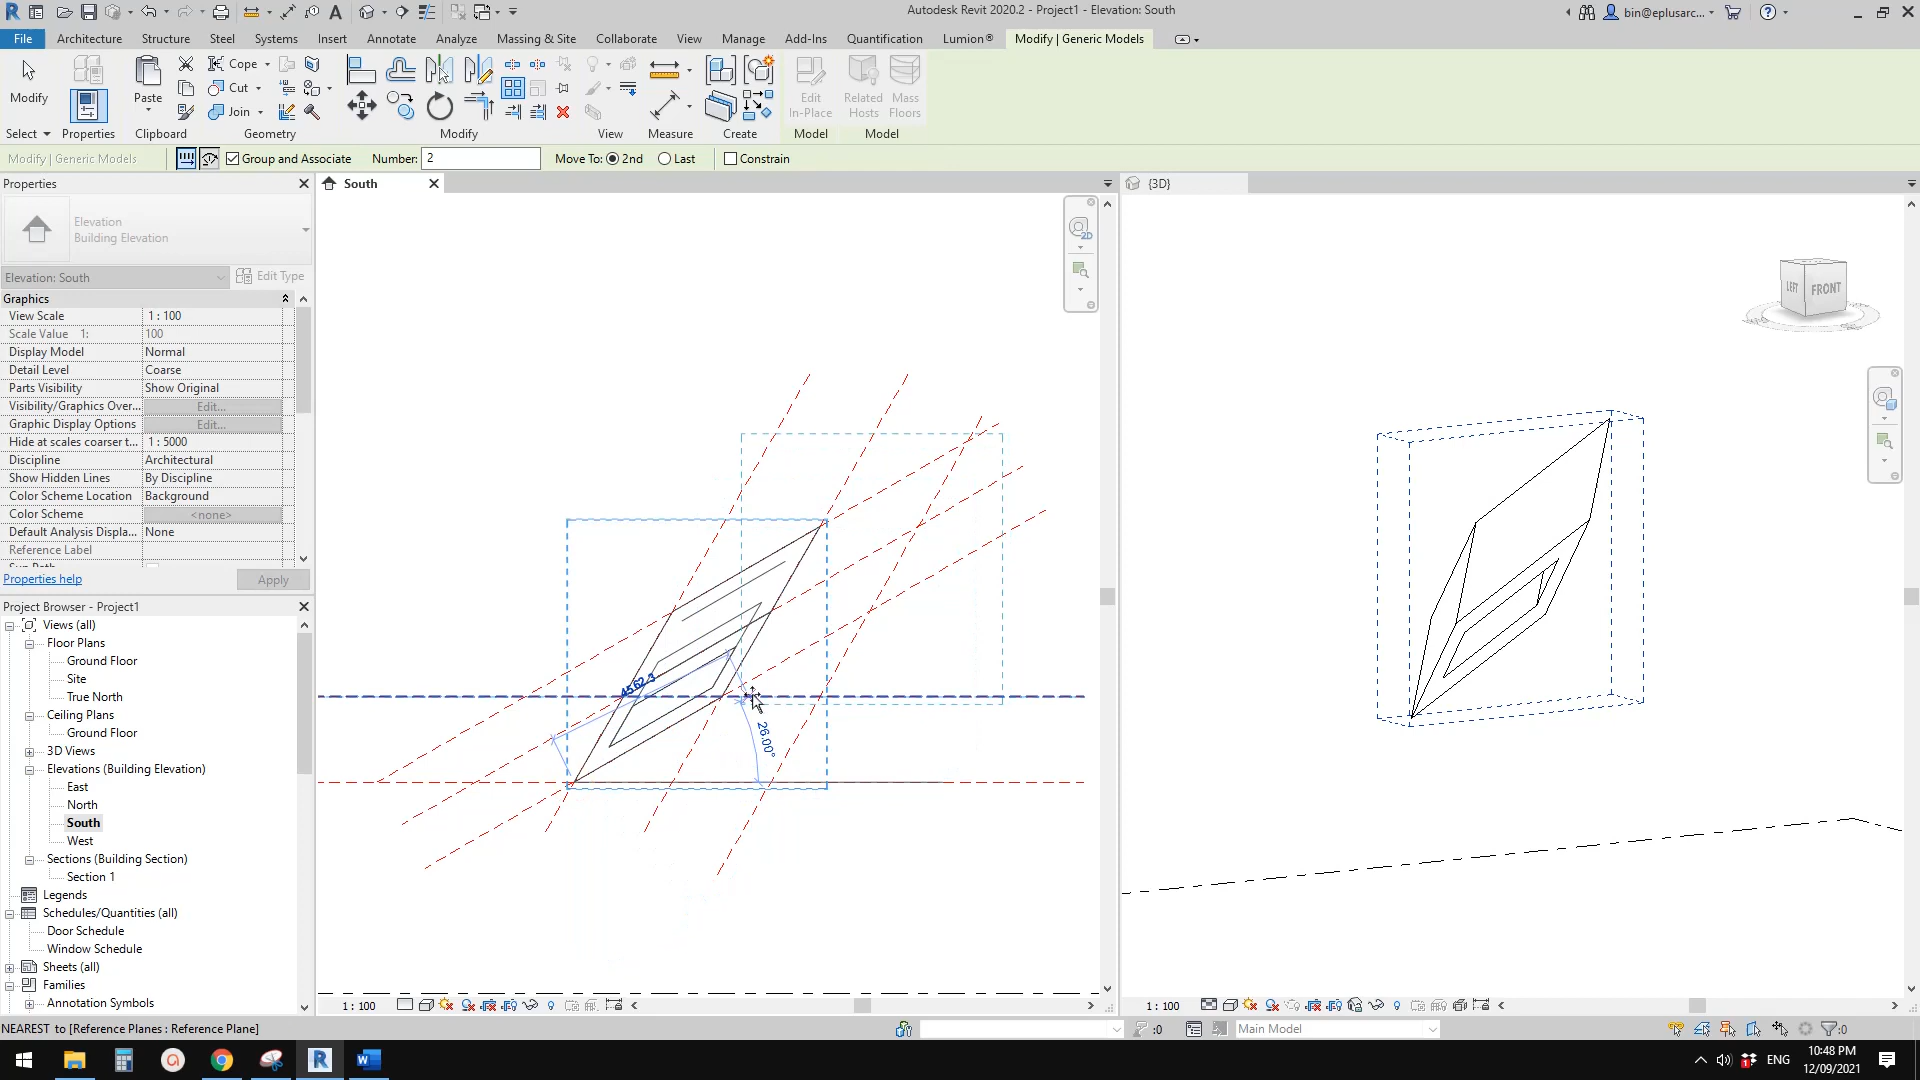 Autodesk Revit 2020.2 - Project1 - Elevation: South
bin@eplusarc...
File Architecture Structure Steel Systems Insert Annotate Analyze Massing & Site Collaborate View Manage Add-Ins Quantification Lumion® Modify | Generic Models
Modify
Paste
Cope
Cut
Join
Edit In-Place
Related Hosts
Mass Floors
Select Properties Clipboard Geometry Modify View Measure Create Model Model
Modify | Generic Models
Group and Associate Number: 2 Move To: 2nd Last Constrain
Properties
South
{3D}
Elevation
Building Elevation
Elevation: South Edit Type
Graphics
View Scale 1 : 100
Scale Value 1: 100
Display Model Normal
Detail Level Coarse
Parts Visibility Show Original
Visibility/Graphics Over... Edit...
Graphic Display Options Edit...
Hide at scales coarser t... 1 : 5000
Discipline Architectural
Show Hidden Lines By Discipline
Color Scheme Location Background
Color Scheme <none>
Default Analysis Displa... None
Reference Label
Properties help Apply
Project Browser - Project1
Views (all)
Floor Plans
Ground Floor
Site
True North
Ceiling Plans
Ground Floor
3D Views
Elevations (Building Elevation)
East
North
South
West
Sections (Building Section)
Section 1
Legends
Schedules/Quantities (all)
Door Schedule
Window Schedule
Sheets (all)
Families
Annotation Symbols
4562.3
26.00°
2D
LEFT FRONT
1 : 100
1 : 100
NEAREST to [Reference Planes : Reference Plane]
:0
Main Model
:0
ENG
10:48 PM
12/09/2021